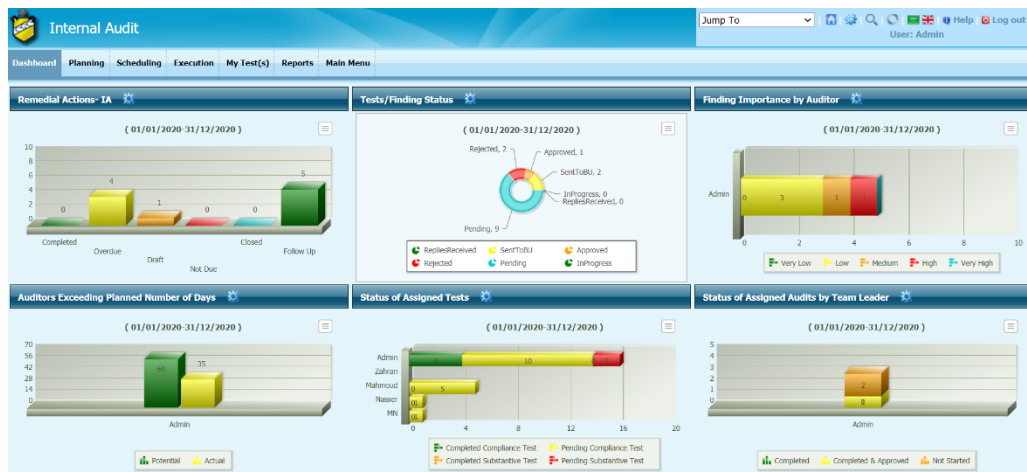 Internal Audit
Jump To
Help
Log out
User: Admin
Dashboard Planning Scheduling Execution My Test(s) Reports Main Menu
Remedial Actions- IA
( 01/01/2020-31/12/2020 )
10
8
6
4
2
0
0
4
1
0
0
5
Completed
Overdue
Draft
Not Due
Closed
Follow Up
Tests/Finding Status
( 01/01/2020-31/12/2020 )
Rejected, 2
Approved, 1
SentToBU, 2
InProgress, 0
RepliesReceived, 0
Pending, 9
RepliesReceived SentToBU Approved
Rejected Pending InProgress
Finding Importance by Auditor
( 01/01/2020-31/12/2020 )
Admin
0 3 1 1
0 2 4 6 8 10
Very Low Low Medium High Very High
Auditors Exceeding Planned Number of Days
( 01/01/2020-31/12/2020 )
70
56
42
28
14
0
60
35
Admin
Potential Actual
Status of Assigned Tests
( 01/01/2020-31/12/2020 )
Admin
4 10
Zahran
Mahmoud
0 5
Nasser
MN
0 4 8 12 16 20
Completed Compliance Test Pending Compliance Test
Completed Substantive Test Pending Substantive Test
Status of Assigned Audits by Team Leader
( 01/01/2020-31/12/2020 )
5
4
3
2
1
0
2
Admin
Completed Completed & Approved Not Started